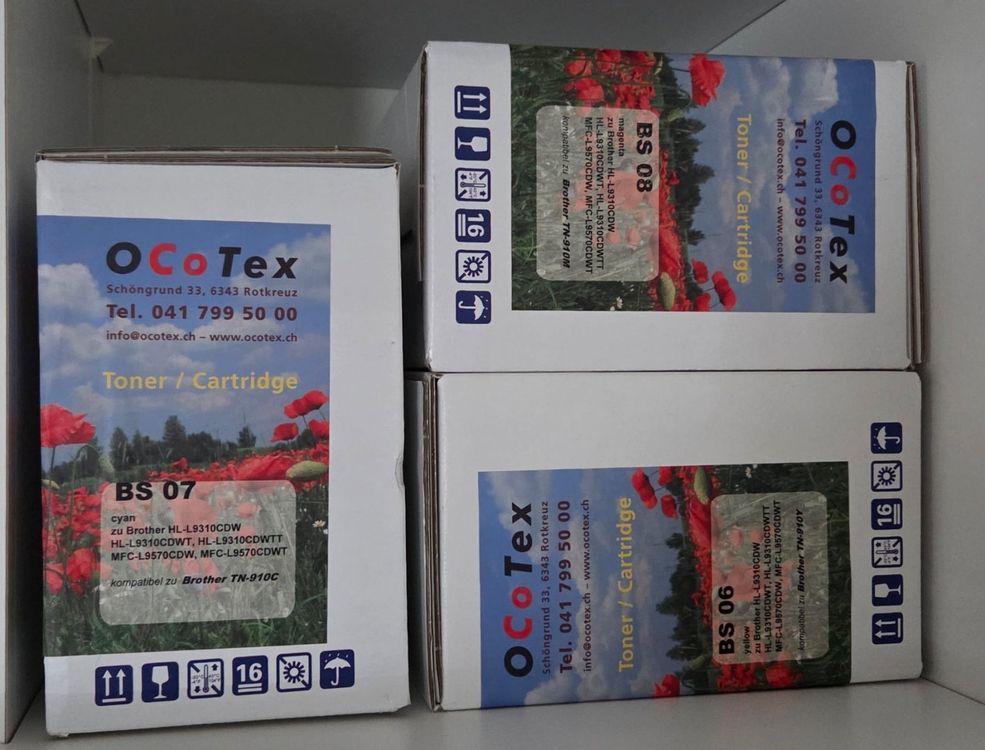 OCoTex
Schöngrund 33, 6343 Rotkreuz
Tel. 041 799 50 00
info@ocotex.ch – www.ocotex.ch
Toner / Cartridge
BS 07
cyan
zu Brother HL-L9310CDW
HL-L9310CDWT, HL-L9310CDWTT
MFC-L9570CDW, MFC-L9570CDWT
kompatibel zu Brother TN-910C
16
OCoTex
Schöngrund 33, 6343 Rotkreuz
Tel. 041 799 50 00
info@ocotex.ch – www.ocotex.ch
Toner / Cartridge
BS 08
magenta
zu Brother HL-L9310CDW
HL-L9310CDWT, HL-L9310CDWTT
MFC-L9570CDW, MFC-L9570CDWT
kompatibel zu Brother TN-910M
16
OCoTex
Schöngrund 33, 6343 Rotkreuz
Tel. 041 799 50 00
info@ocotex.ch – www.ocotex.ch
Toner / Cartridge
BS 06
yellow
zu Brother HL-L9310CDW
HL-L9310CDWT, HL-L9310CDWTT
MFC-L9570CDW, MFC-L9570CDWT
kompatibel zu Brother TN-910Y
16